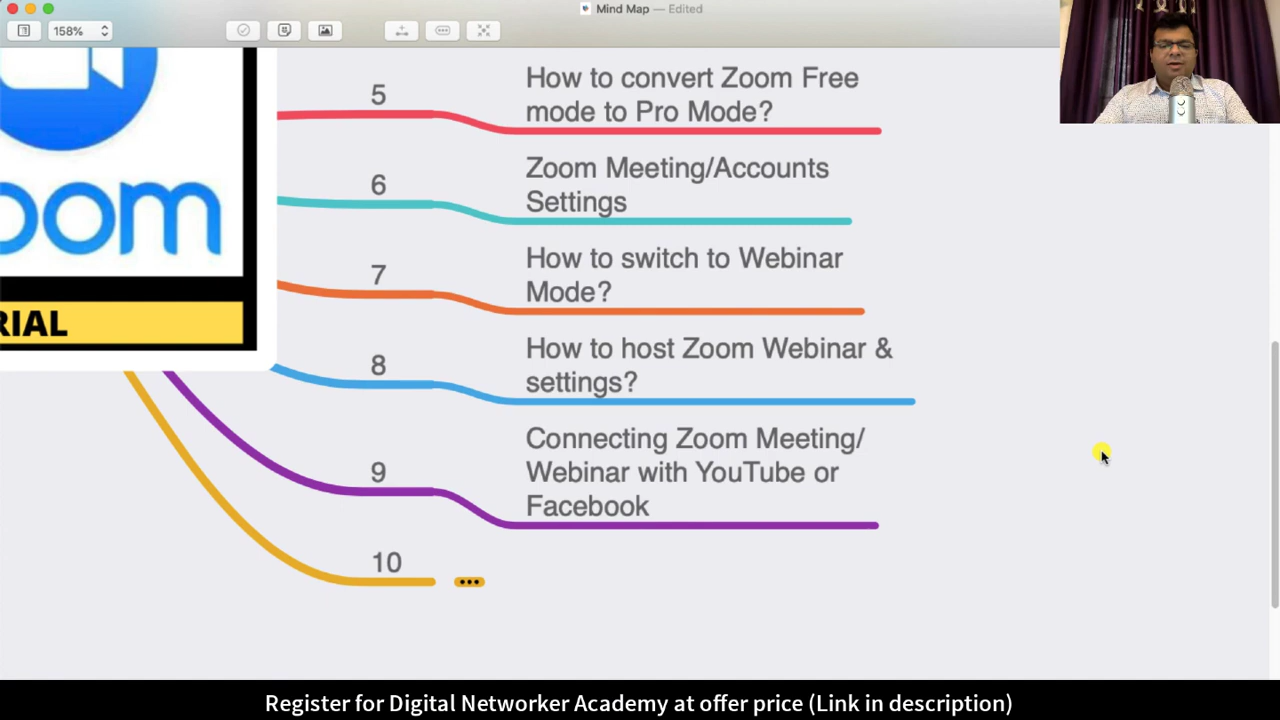 Mind Map — Edited
158%
5
How to convert Zoom Free
mode to Pro Mode?
6
Zoom Meeting/Accounts
Settings
7
How to switch to Webinar
Mode?
8
How to host Zoom Webinar &
settings?
9
Connecting Zoom Meeting/
Webinar with YouTube or
Facebook
10
oom
RIAL
Register for Digital Networker Academy at offer price (Link in description)